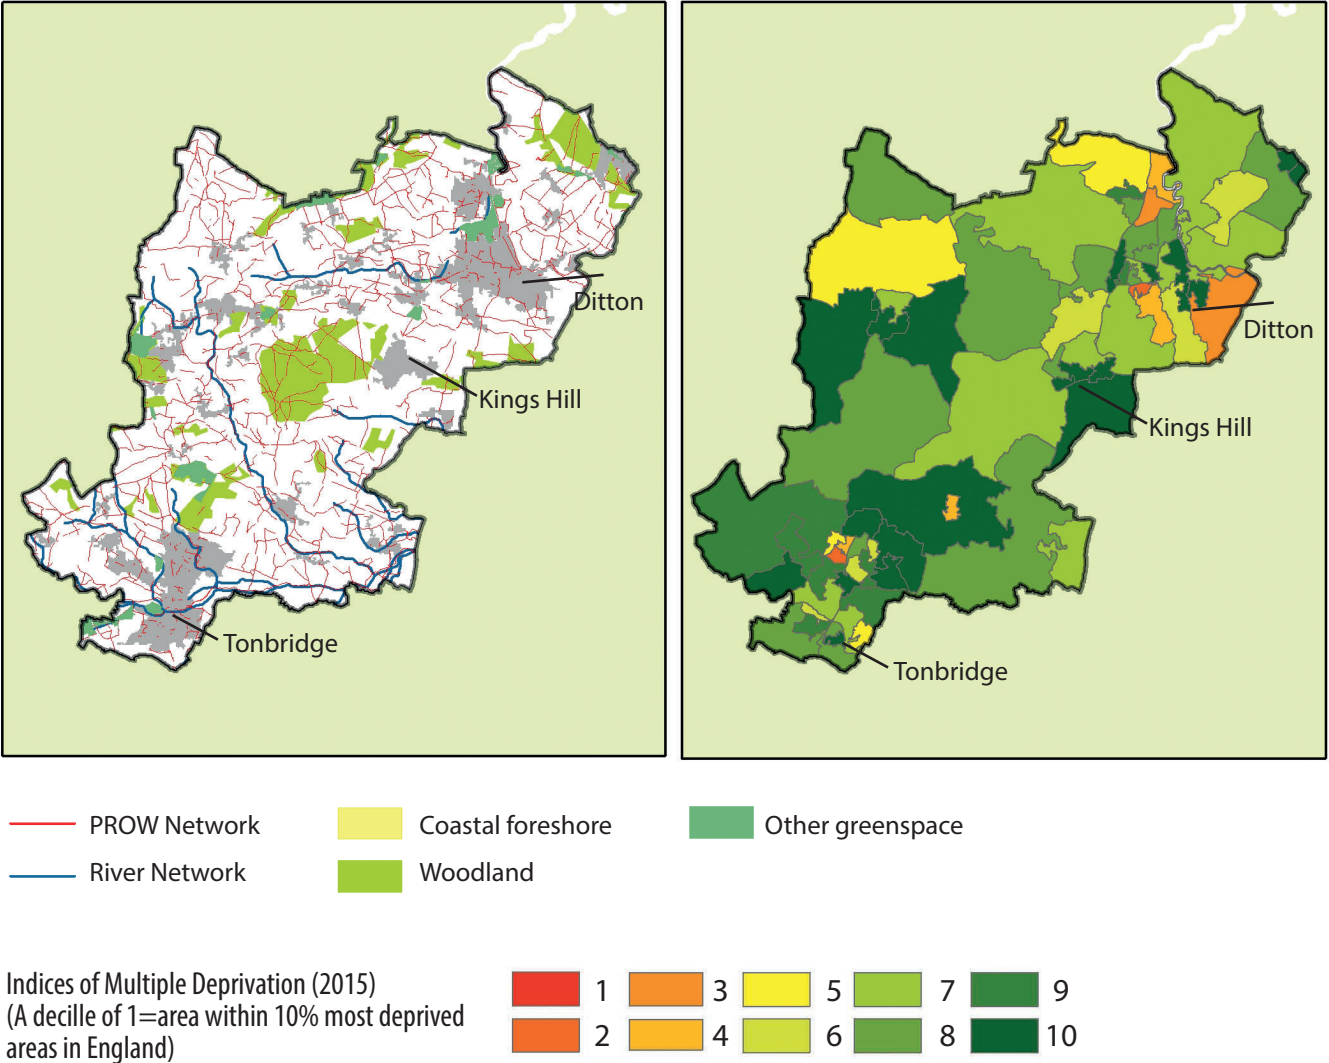 Ditton
Kings Hill
Tonbridge
Ditton
Kings Hill
Tonbridge
PROW Network
Coastal foreshore
Other greenspace
River Network
Woodland
Indices of Multiple Deprivation (2015)
(A decille of 1=area within 10% most deprived
areas in England)
1 3 5 7 9
2 4 6 8 10